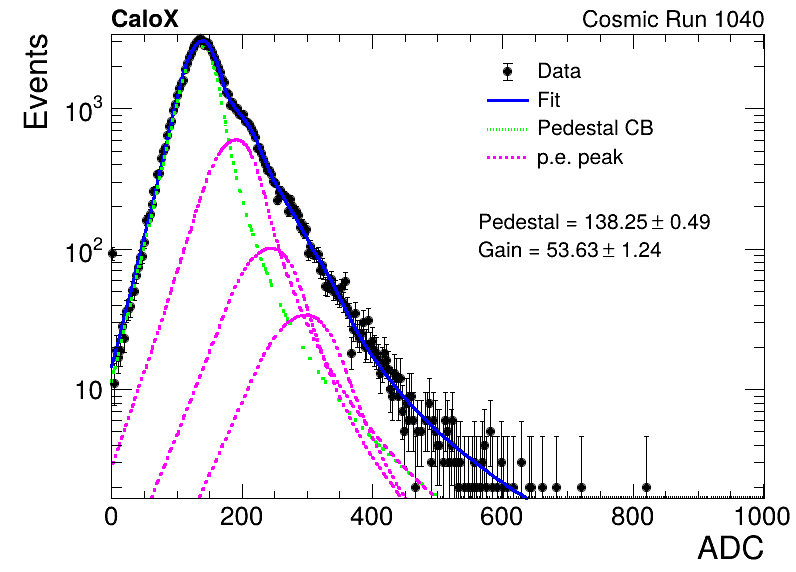 CaloX Cosmic Run 1040
Events
10³
10²
10
Data
Fit
Pedestal CB
p.e. peak
Pedestal = 138.25 ± 0.49
Gain = 53.63 ± 1.24
0 200 400 600 800 1000
ADC